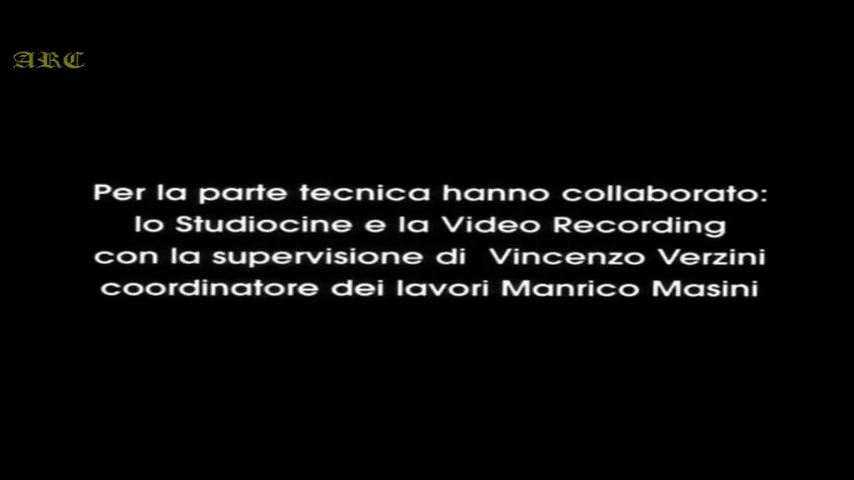 ARC
Per la parte tecnica hanno collaborato:
lo Studiocine e la Video Recording
con la supervisione di Vincenzo Verzini
coordinatore dei lavori Manrico Masini